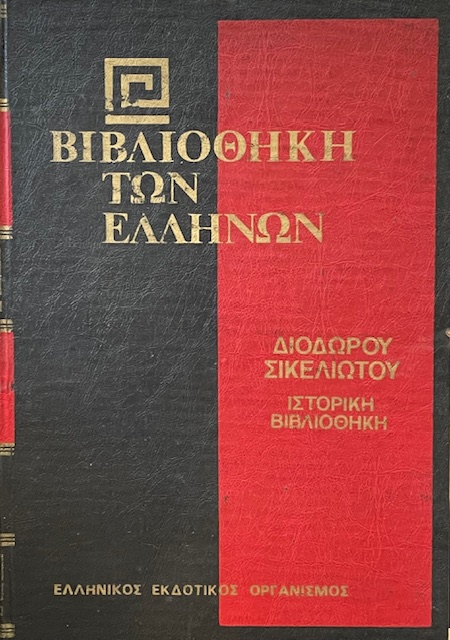 ΒΙΒΛΙΟΘΗΚΗ
ΤΩΝ
ΕΛΛΗΝΩΝ
ΔΙΟΔΩΡΟΥ
ΣΙΚΕΛΙΩΤΟΥ
ΙΣΤΟΡΙΚΗ
ΒΙΒΛΙΟΘΗΚΗ
ΕΛΛΗΝΙΚΟΣ ΕΚΔΟΤΙΚΟΣ ΟΡΓΑΝΙΣΜΟΣ